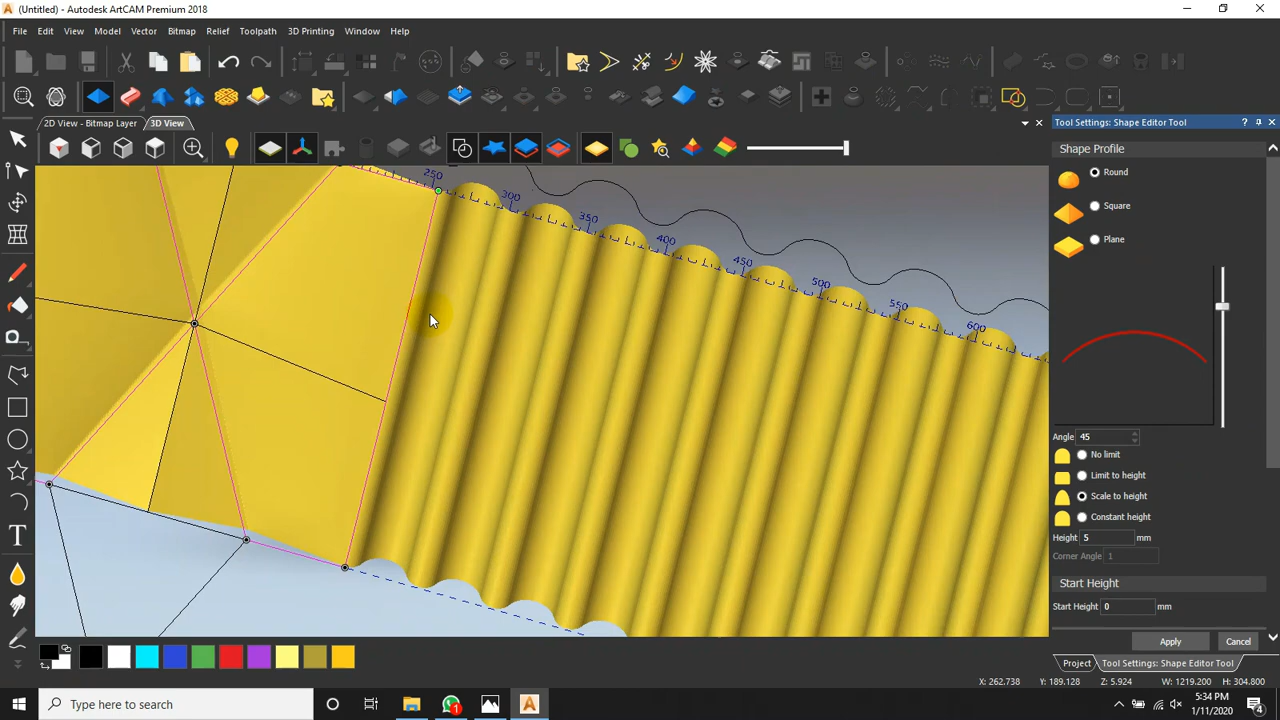 (Untitled) - Autodesk ArtCAM Premium 2018
File Edit View Model Vector Bitmap Relief Toolpath 3D Printing Window Help
2D View - Bitmap Layer 3D View
Tool Settings: Shape Editor Tool
Shape Profile
Round
Square
Plane
250
300
350
400
450
500
550
600
Angle 45
No limit
Limit to height
Scale to height
Constant height
Height 5 mm
Corner Angle 1
Start Height
Start Height 0 mm
Apply Cancel
Project Tool Settings: Shape Editor Tool
X: 262.738 Y: 189.128 Z: 5.924 W: 1219.200 H: 304.800
Type here to search
1
5:34 PM
1/11/2020
4